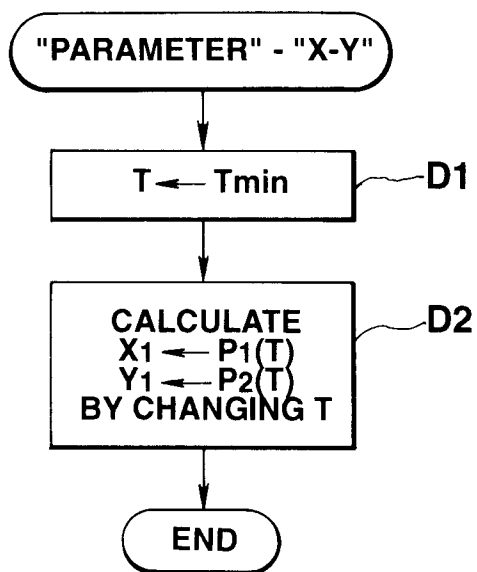 "PARAMETER" - "X-Y"
T ← Tmin
D1
CALCULATE
X1 ← P1(T)
Y1 ← P2(T)
BY CHANGING T
D2
END